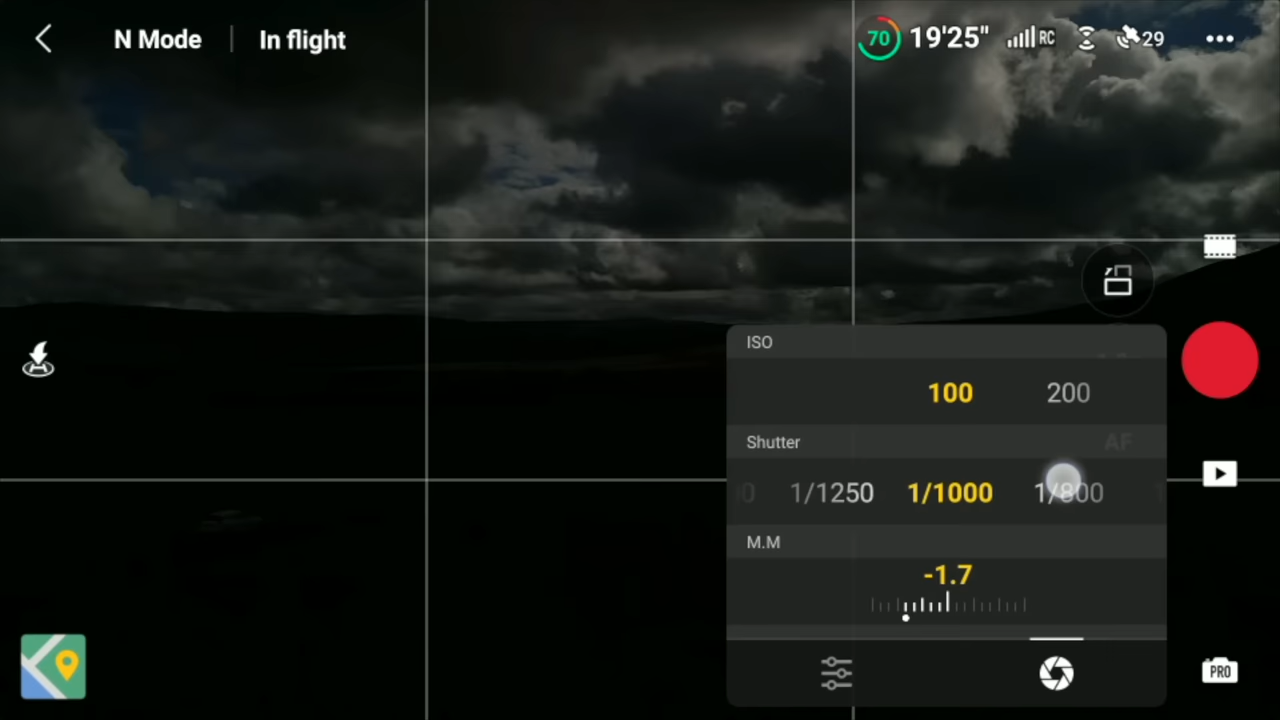 N Mode In flight 70 19'25" RC 29
ISO
100 200
Shutter
AF
1/1250 1/1000 1/800
M.M
-1.7
PRO